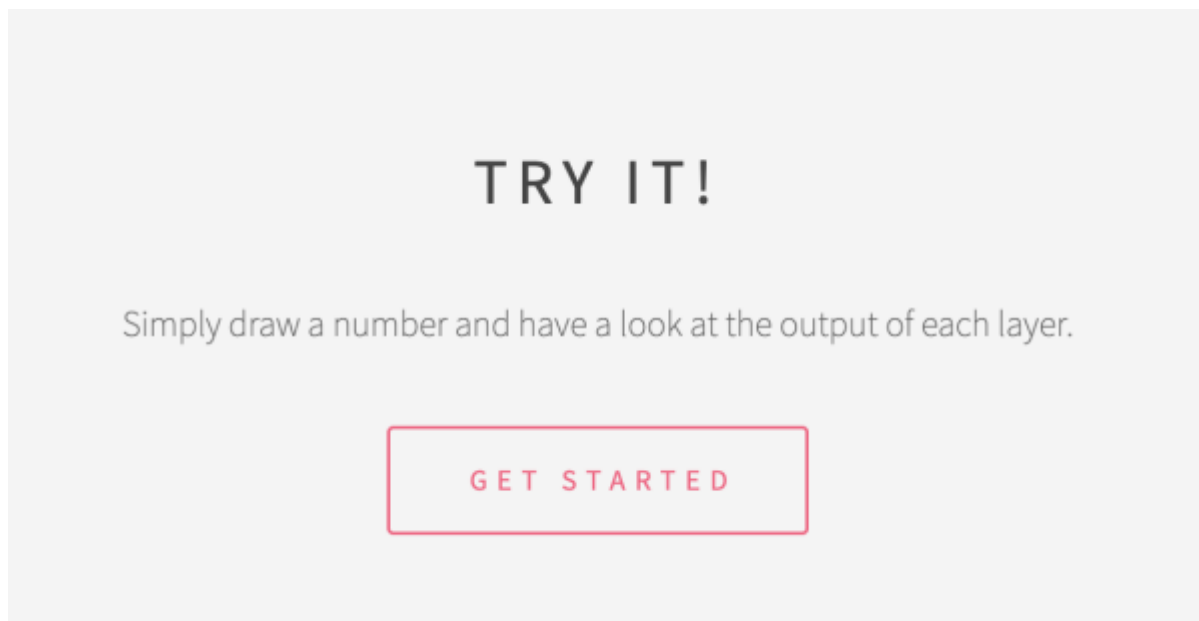 TRY IT!
Simply draw a number and have a look at the output of each layer.
GET STARTED